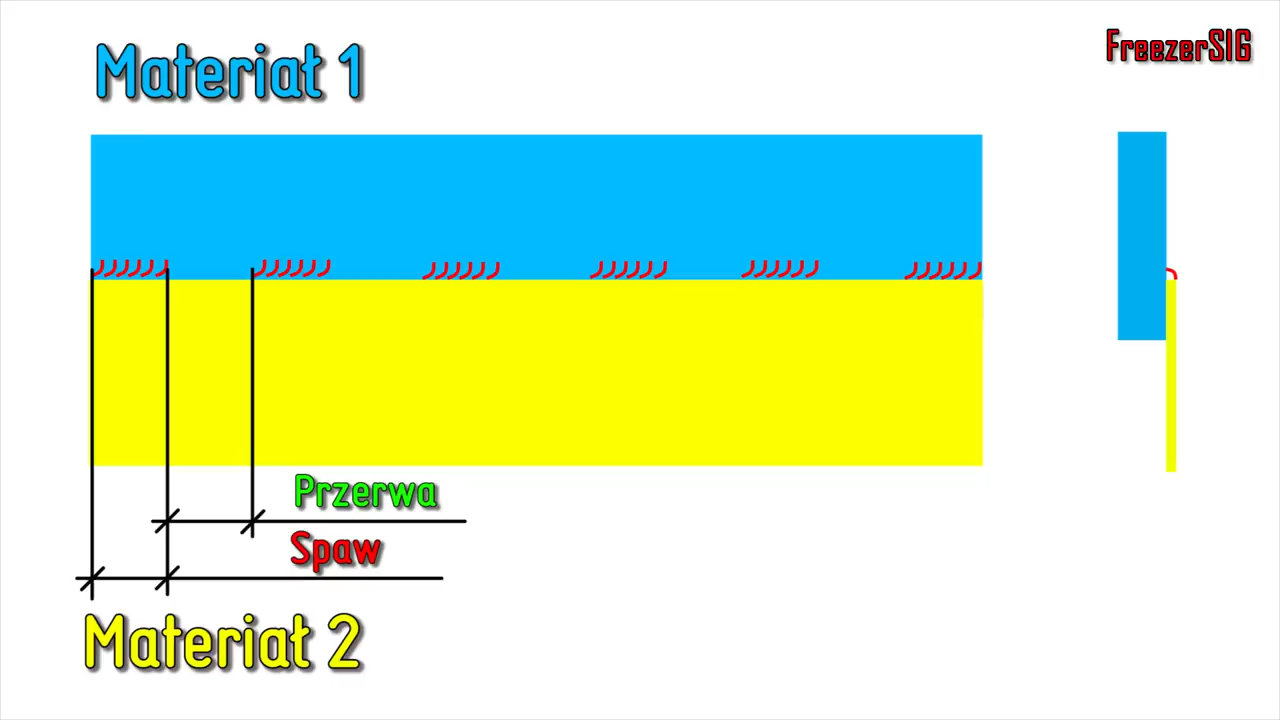 Materiał 1
FreezerSIG
Przerwa
Spaw
Materiał 2